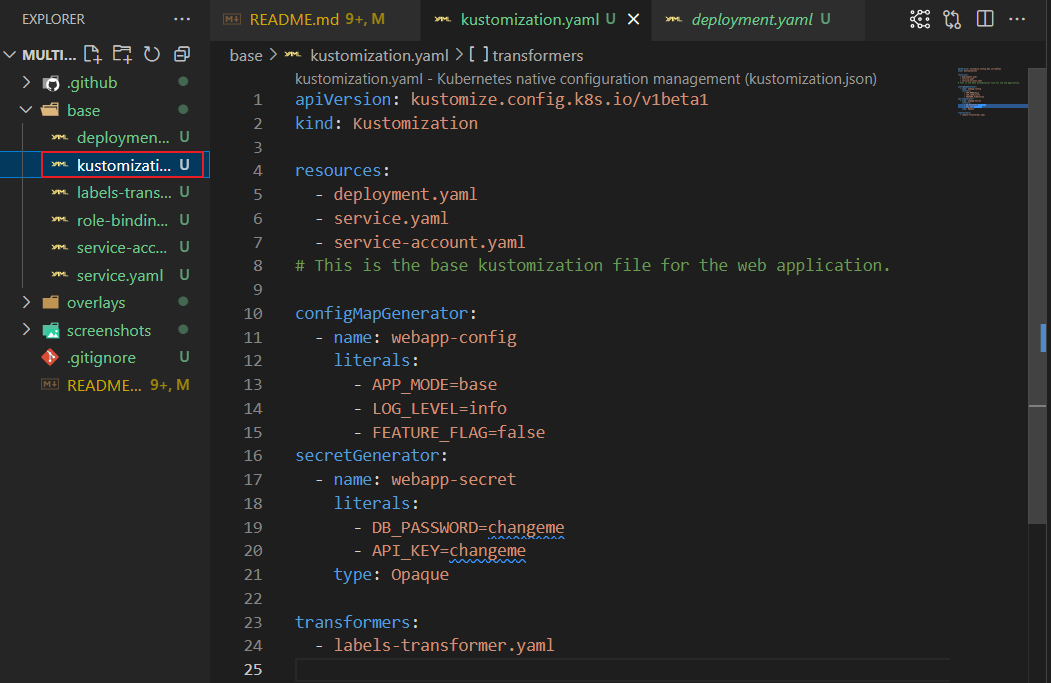 EXPLORER
MULTI...
.github
base
deploymen... U
kustomizati... U
labels-trans... U
role-bindin... U
service-acc... U
service.yaml U
overlays
screenshots
.gitignore U
README... 9+, M
README.md 9+, M
kustomization.yaml U
deployment.yaml U
base > kustomization.yaml > [ ] transformers
kustomization.yaml - Kubernetes native configuration management (kustomization.json)
1 apiVersion: kustomize.config.k8s.io/v1beta1
2 kind: Kustomization
3
4 resources:
5   - deployment.yaml
6   - service.yaml
7   - service-account.yaml
8 # This is the base kustomization file for the web application.
9
10 configMapGenerator:
11   - name: webapp-config
12     literals:
13       - APP_MODE=base
14       - LOG_LEVEL=info
15       - FEATURE_FLAG=false
16 secretGenerator:
17   - name: webapp-secret
18     literals:
19       - DB_PASSWORD=changeme
20       - API_KEY=changeme
21     type: Opaque
22
23 transformers:
24   - labels-transformer.yaml
25